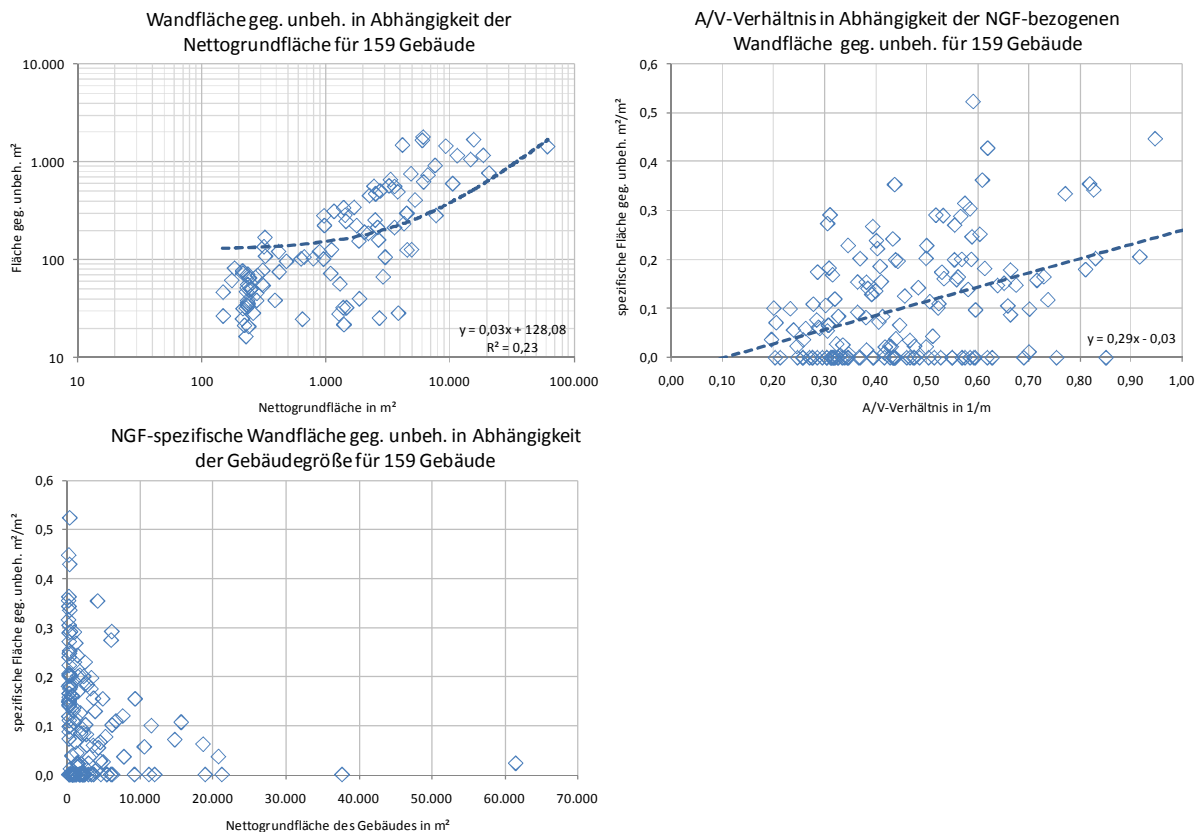 Wandfläche geg. unbeh. in Abhängigkeit der
Nettogrundfläche für 159 Gebäude
Fläche geg. unbeh. m²
10.000
1.000
100
10
y = 0,03x + 128,08
R² = 0,23
10 100 1.000 10.000 100.000
Nettogrundfläche in m²
A/V-Verhältnis in Abhängigkeit der NGF-bezogenen
Wandfläche geg. unbeh. für 159 Gebäude
spezifische Fläche geg. unbeh. m²/m²
0,6
0,5
0,4
0,3
0,2
0,1
0,0
y = 0,29x - 0,03
0,00 0,10 0,20 0,30 0,40 0,50 0,60 0,70 0,80 0,90 1,00
A/V-Verhältnis in 1/m
NGF-spezifische Wandfläche geg. unbeh. in Abhängigkeit
der Gebäudegröße für 159 Gebäude
spezifische Fläche geg. unbeh. m²/m²
0,6
0,5
0,4
0,3
0,2
0,1
0,0
0 10.000 20.000 30.000 40.000 50.000 60.000 70.000
Nettogrundfläche des Gebäudes in m²